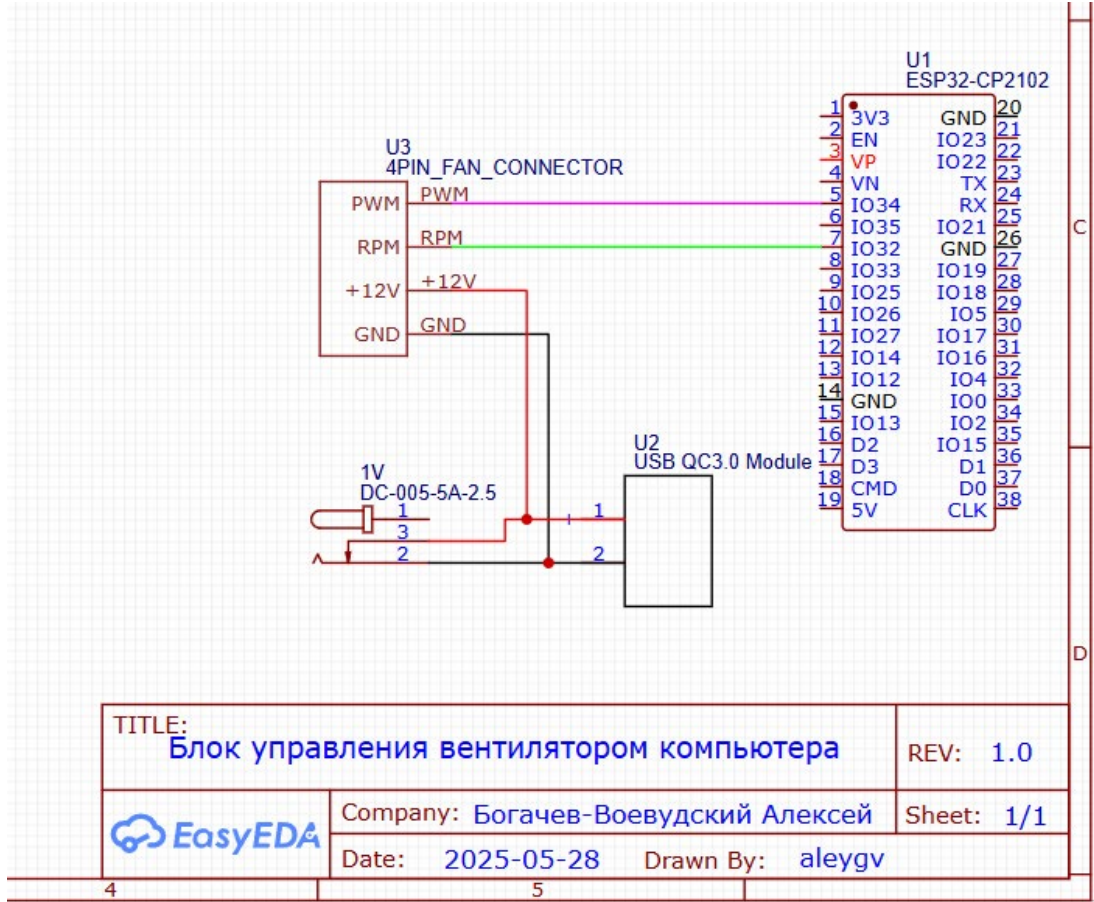 U1
ESP32-CP2102
1 3V3 GND 20
2 EN IO23 21
3 VP IO22 22
4 VN TX 23
5 IO34 RX 24
6 IO35 IO21 25
7 IO32 GND 26
8 IO33 IO19 27
9 IO25 IO18 28
10 IO26 IO5 29
11 IO27 IO17 30
12 IO14 IO16 31
13 IO12 IO4 32
14 GND IO0 33
15 IO13 IO2 34
16 D2 IO15 35
17 D3 D1 36
18 CMD D0 37
19 5V CLK 38
U3
4PIN_FAN_CONNECTOR
PWM PWM
RPM RPM
+12V +12V
GND GND
C
U2
USB QC3.0 Module
1
2
1V
DC-005-5A-2.5
1
3
2
D
TITLE:
Блок управления вентилятором компьютера
REV: 1.0
EasyEDA
Company: Богачев-Воевудский Алексей
Sheet: 1/1
Date: 2025-05-28 Drawn By: aleygv
4 5